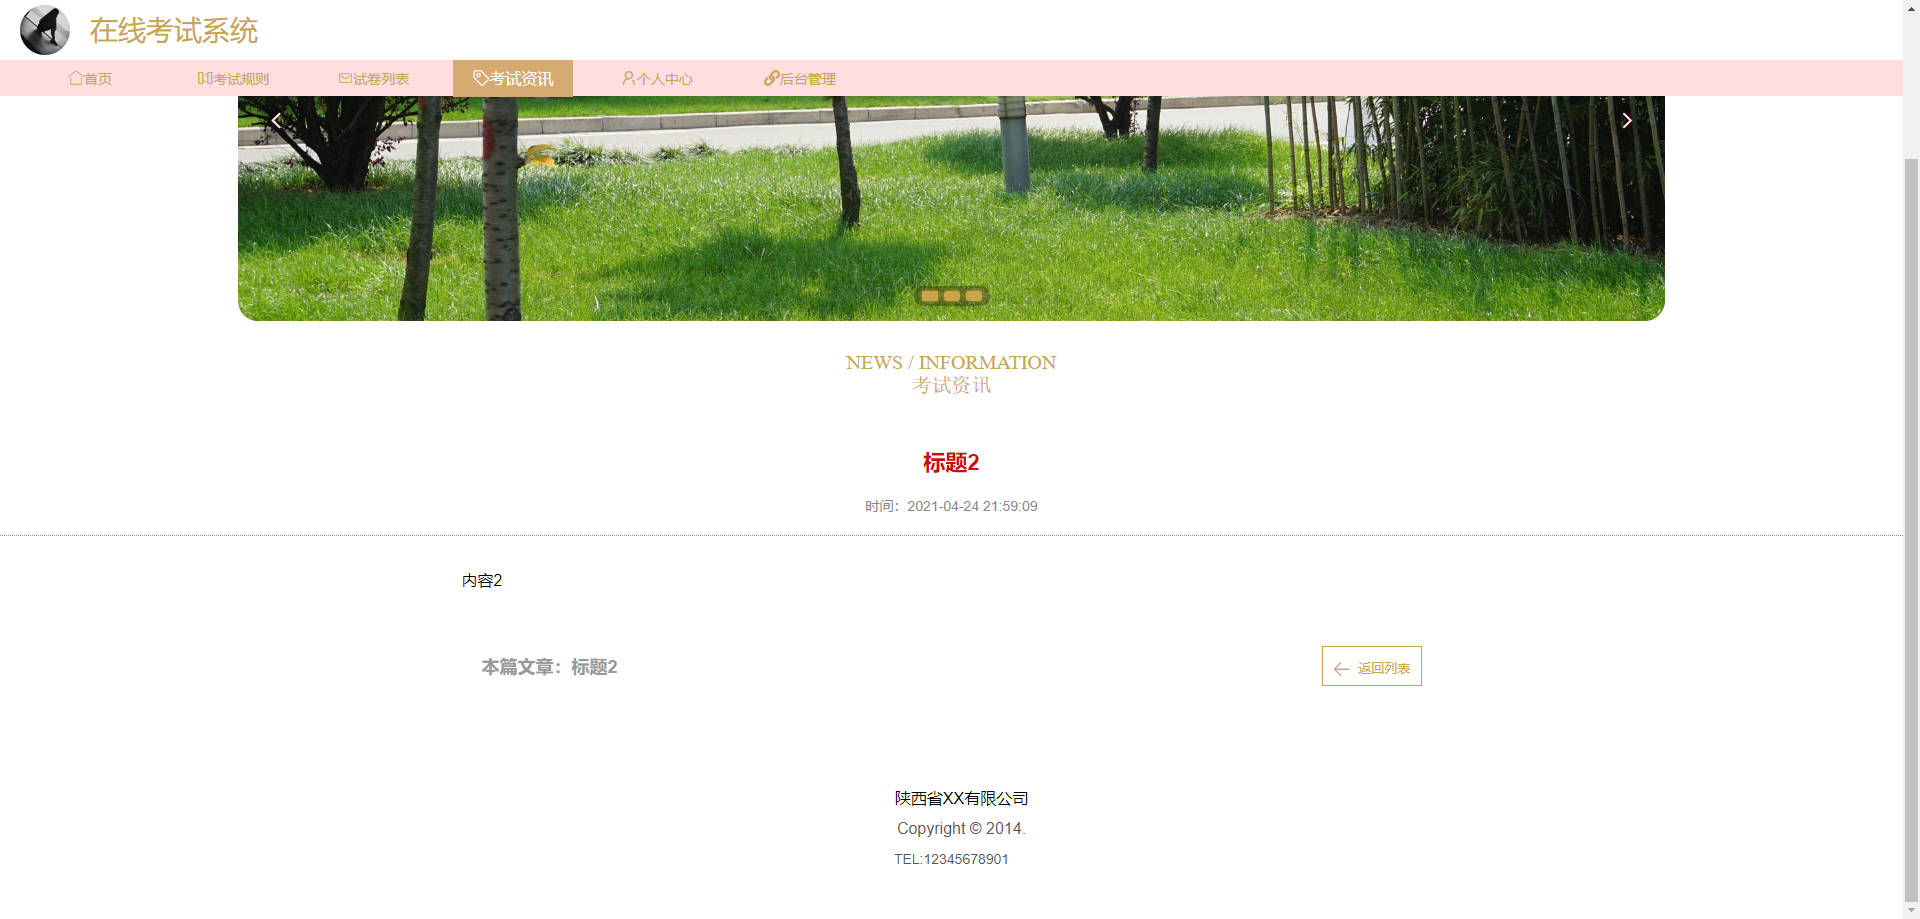 在线考试系统
首页 考试规则 试卷列表 考试资讯 个人中心 后台管理
NEWS / INFORMATION
考试资讯
标题2
时间：2021-04-24 21:59:09
内容2
本篇文章：标题2
返回列表
陕西省XX有限公司
Copyright © 2014.
TEL:12345678901